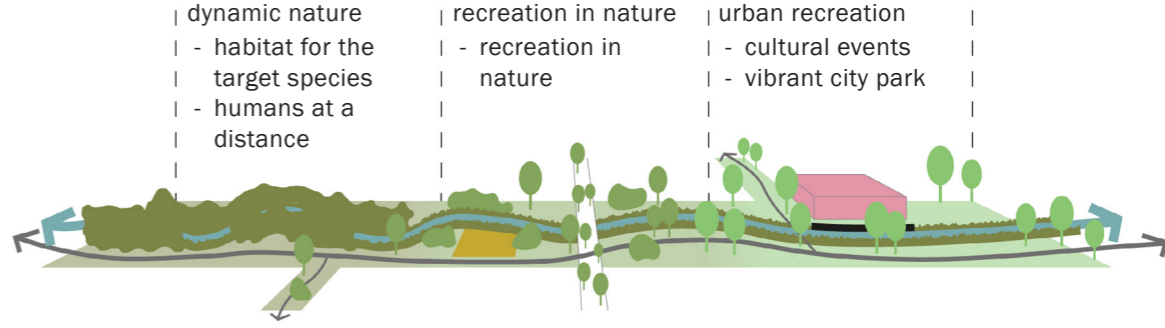 dynamic nature
- habitat for the
target species
- humans at a
distance
recreation in nature
- recreation in
nature
urban recreation
- cultural events
- vibrant city park